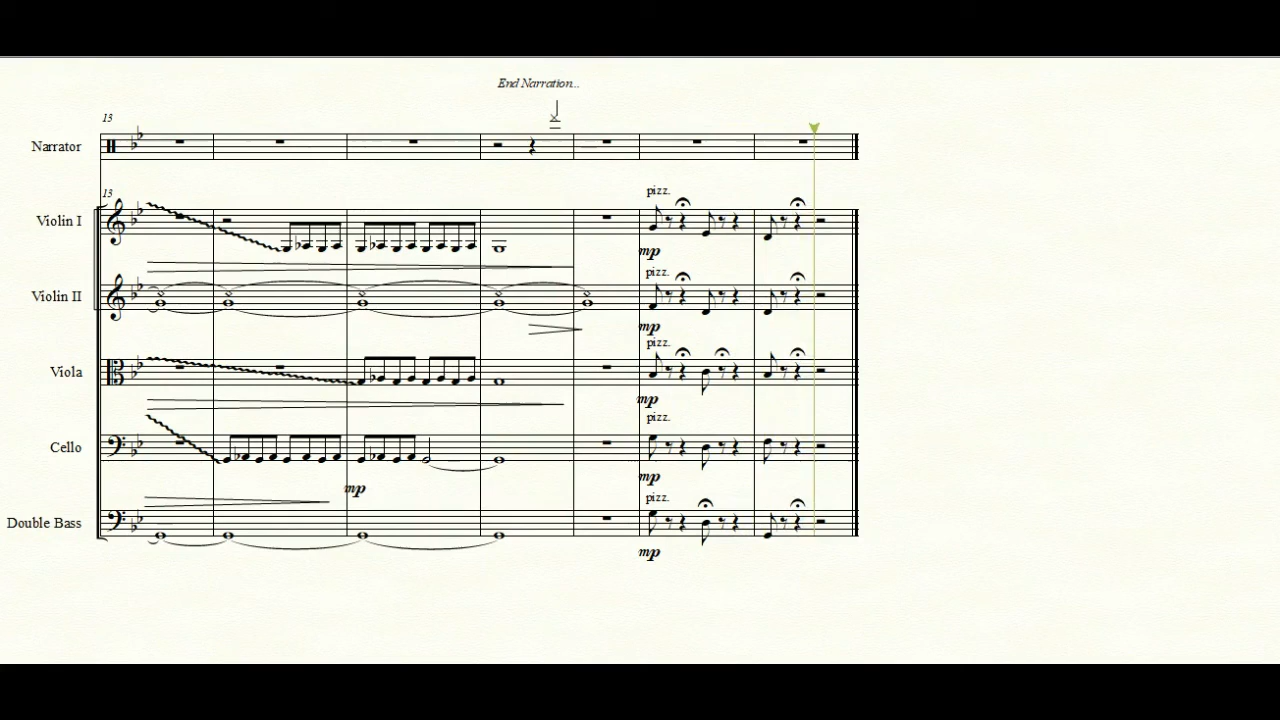 End Narration...
13
Narrator
13
pizz.
Violin I
mp
pizz.
Violin II
mp
pizz.
Viola
mp
pizz.
Cello
mp
mp
pizz.
Double Bass
mp